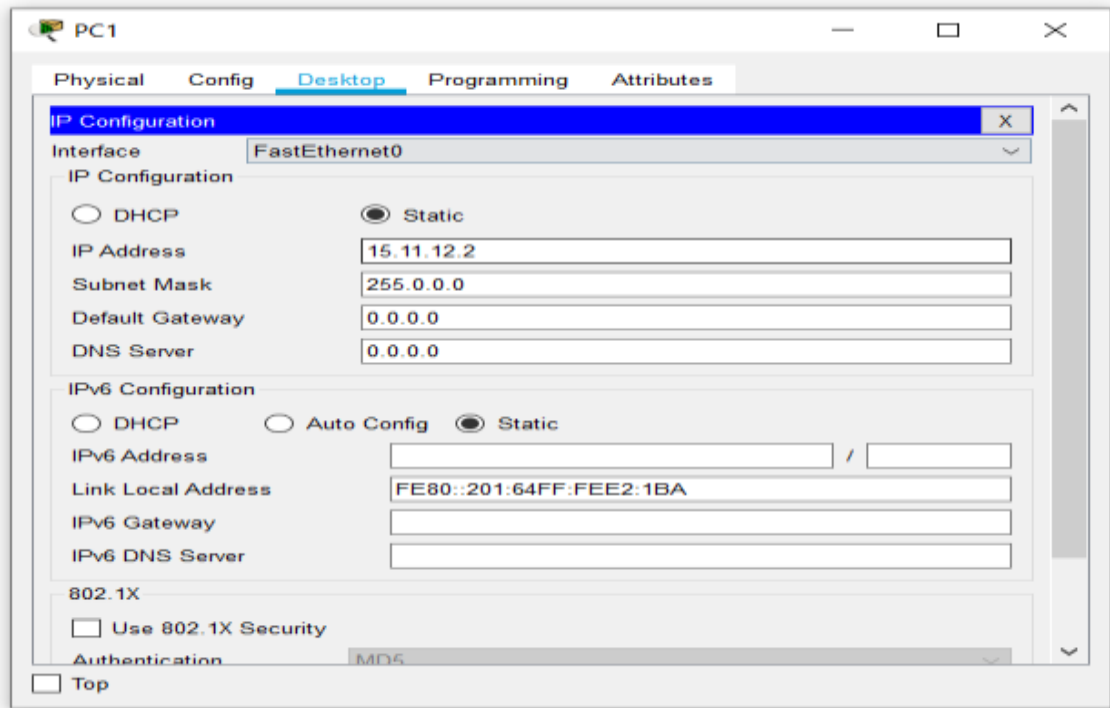 PC1
Physical Config Desktop Programming Attributes
IP Configuration X
Interface FastEthernet0
IP Configuration
DHCP Static
IP Address 15.11.12.2
Subnet Mask 255.0.0.0
Default Gateway 0.0.0.0
DNS Server 0.0.0.0
IPv6 Configuration
DHCP Auto Config Static
IPv6 Address /
Link Local Address FE80::201:64FF:FEE2:1BA
IPv6 Gateway
IPv6 DNS Server
802.1X
Use 802.1X Security
Authentication MD5
Top